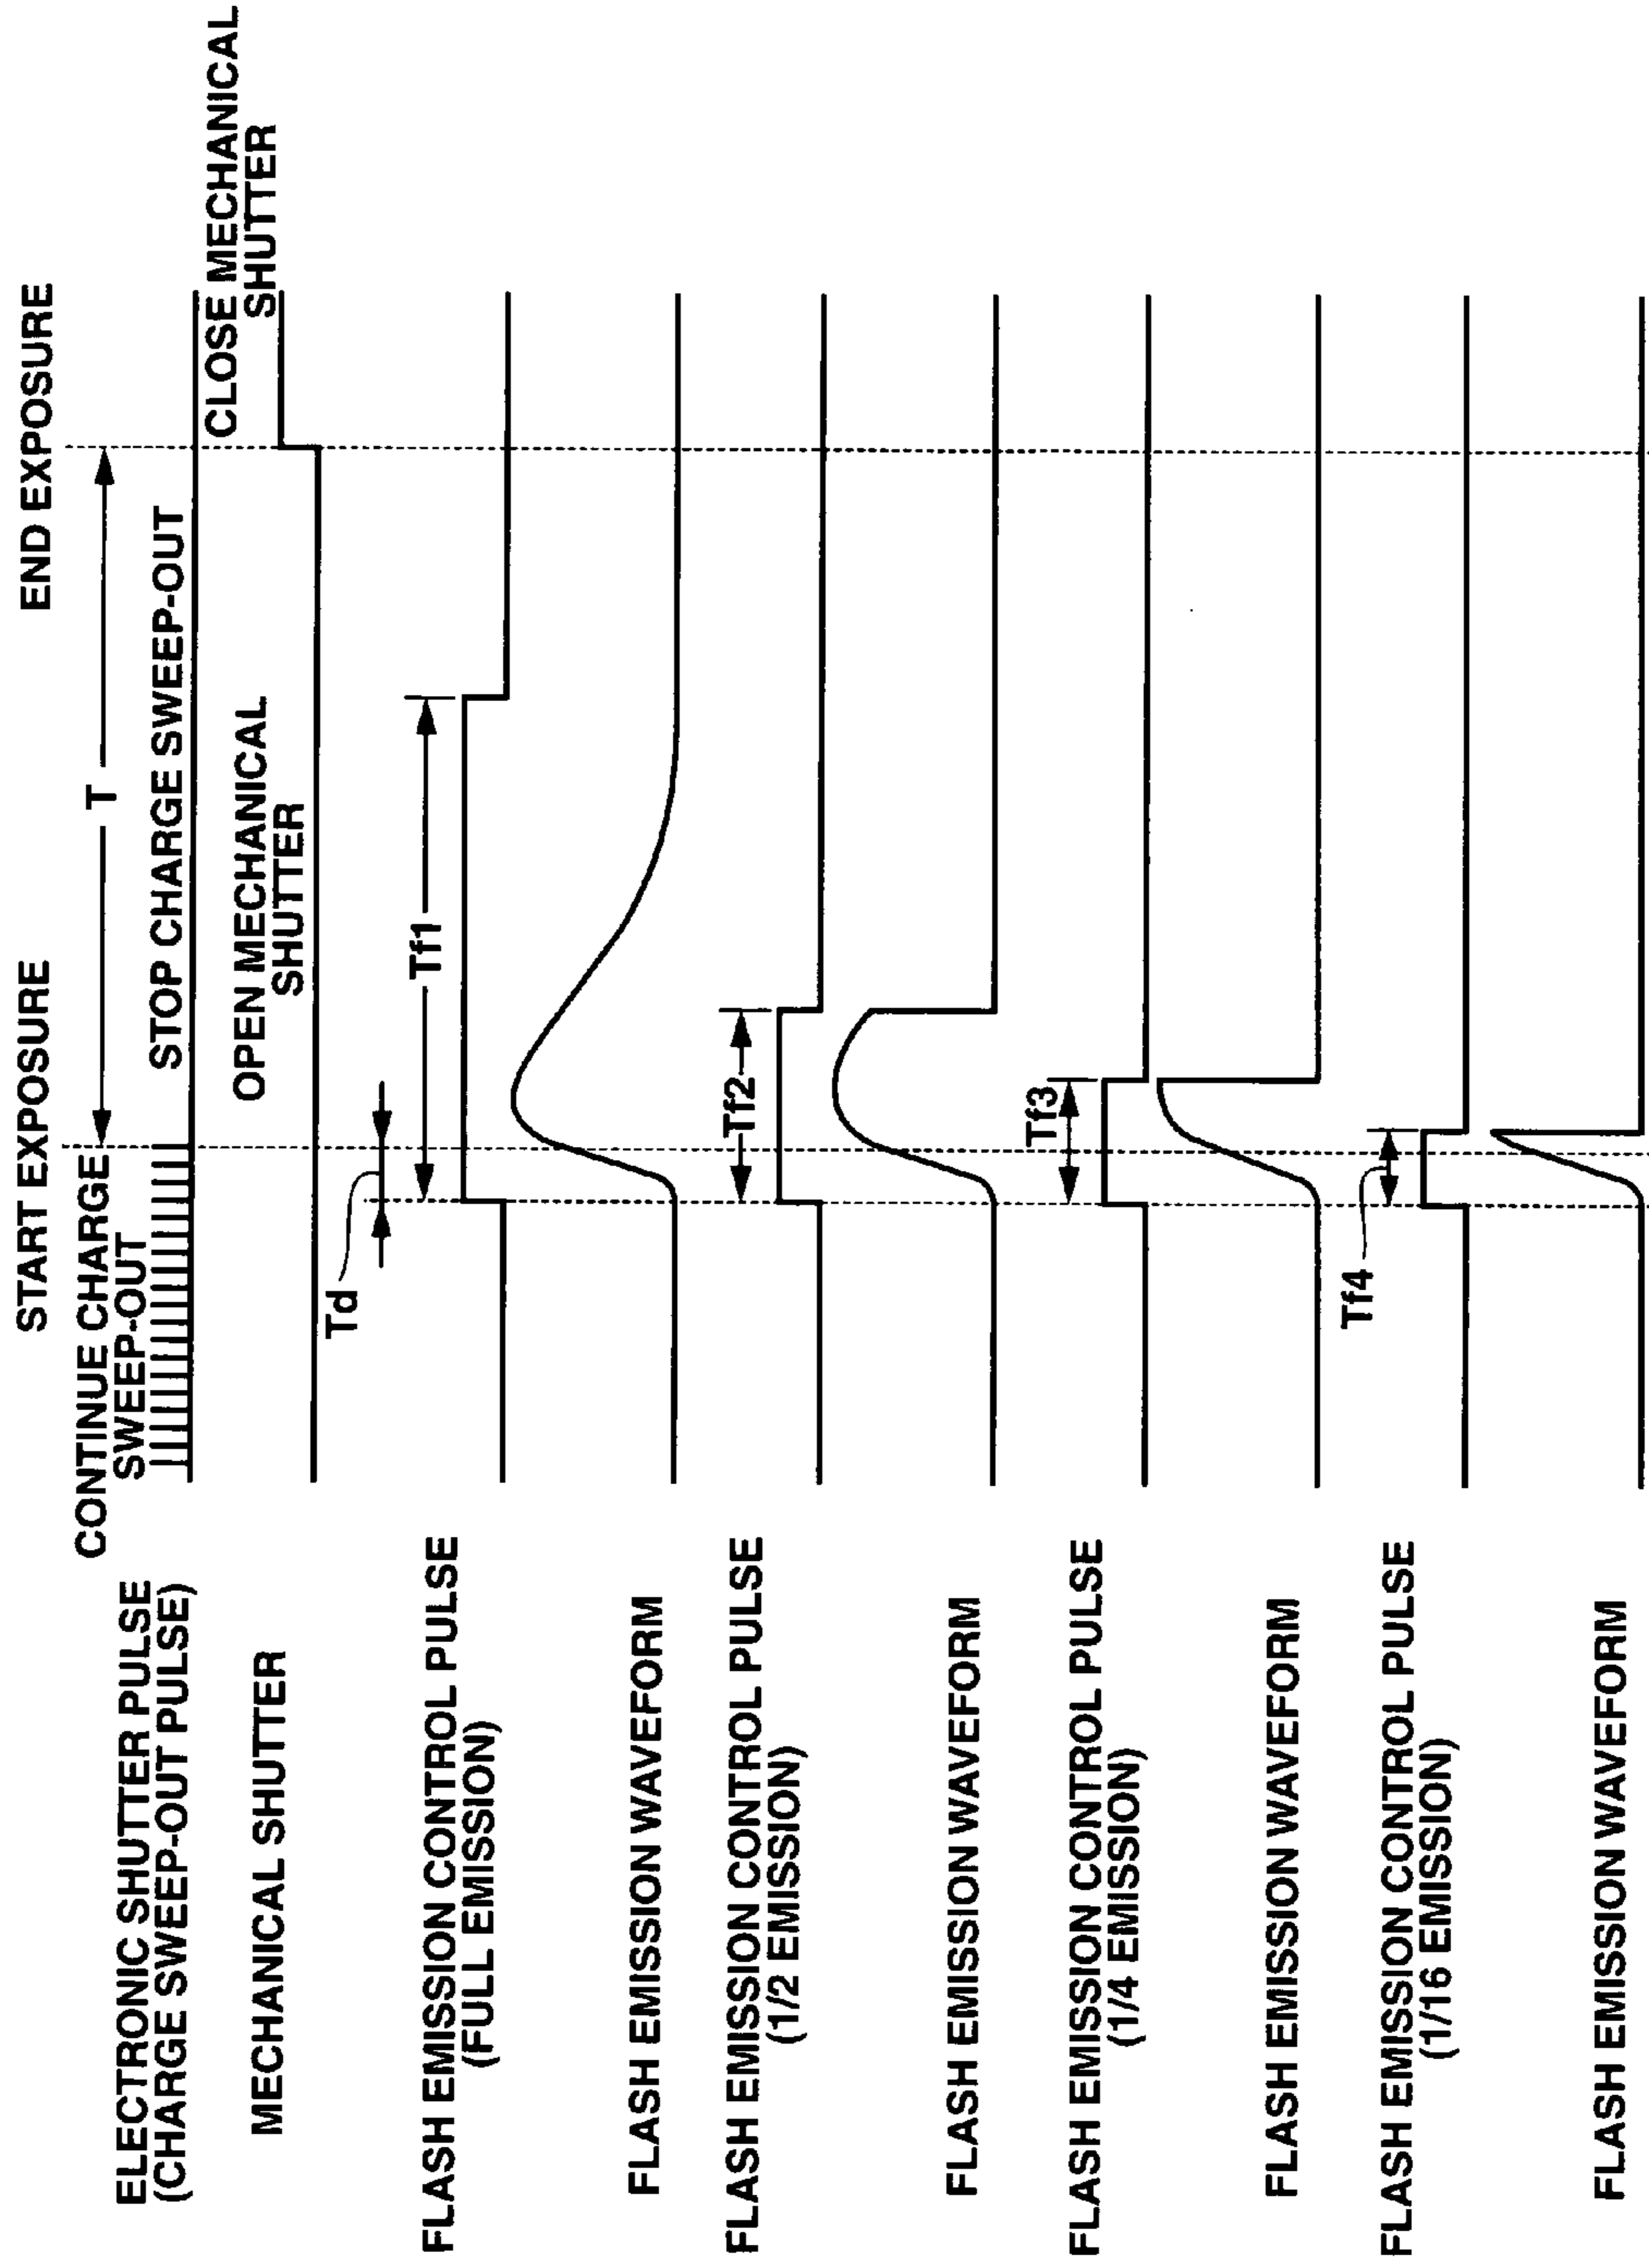 START EXPOSURE
END EXPOSURE
CONTINUE CHARGE
SWEEP-OUT
T
STOP CHARGE SWEEP-OUT
ELECTRONIC SHUTTER PULSE
(CHARGE SWEEP-OUT PULSE)
CLOSE MECHANICAL
SHUTTER
OPEN MECHANICAL
SHUTTER
MECHANICAL SHUTTER
Td
Tf1
FLASH EMISSION CONTROL PULSE
(FULL EMISSION)
FLASH EMISSION WAVEFORM
Tf2
FLASH EMISSION CONTROL PULSE
(1/2 EMISSION)
FLASH EMISSION WAVEFORM
Tf3
FLASH EMISSION CONTROL PULSE
(1/4 EMISSION)
FLASH EMISSION WAVEFORM
Tf4
FLASH EMISSION CONTROL PULSE
(1/16 EMISSION)
FLASH EMISSION WAVEFORM